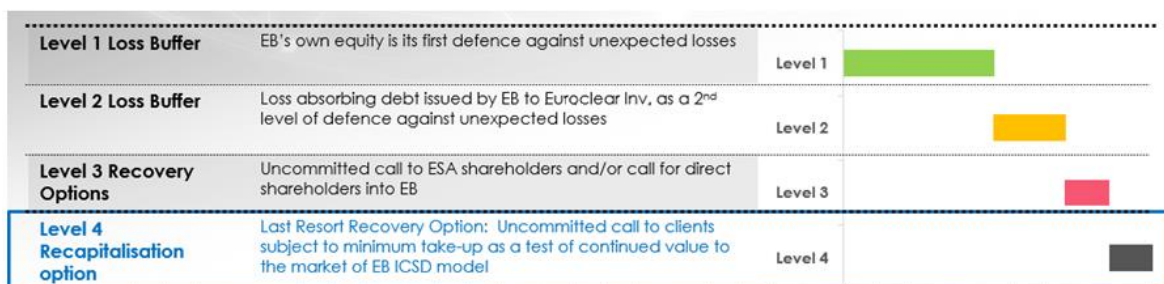 Level 1 Loss Buffer
EB's own equity is its first defence against unexpected losses
Level 1
Level 2 Loss Buffer
Loss absorbing debt issued by EB to Euroclear Inv. as a 2nd
level of defence against unexpected losses
Level 2
Level 3 Recovery
Options
Uncommitted call to ESA shareholders and/or call for direct
shareholders into EB
Level 3
Level 4
Recapitalisation
option
Last Resort Recovery Option: Uncommitted call to clients
subject to minimum take-up as a test of continued value to
the market of EB ICSD model
Level 4